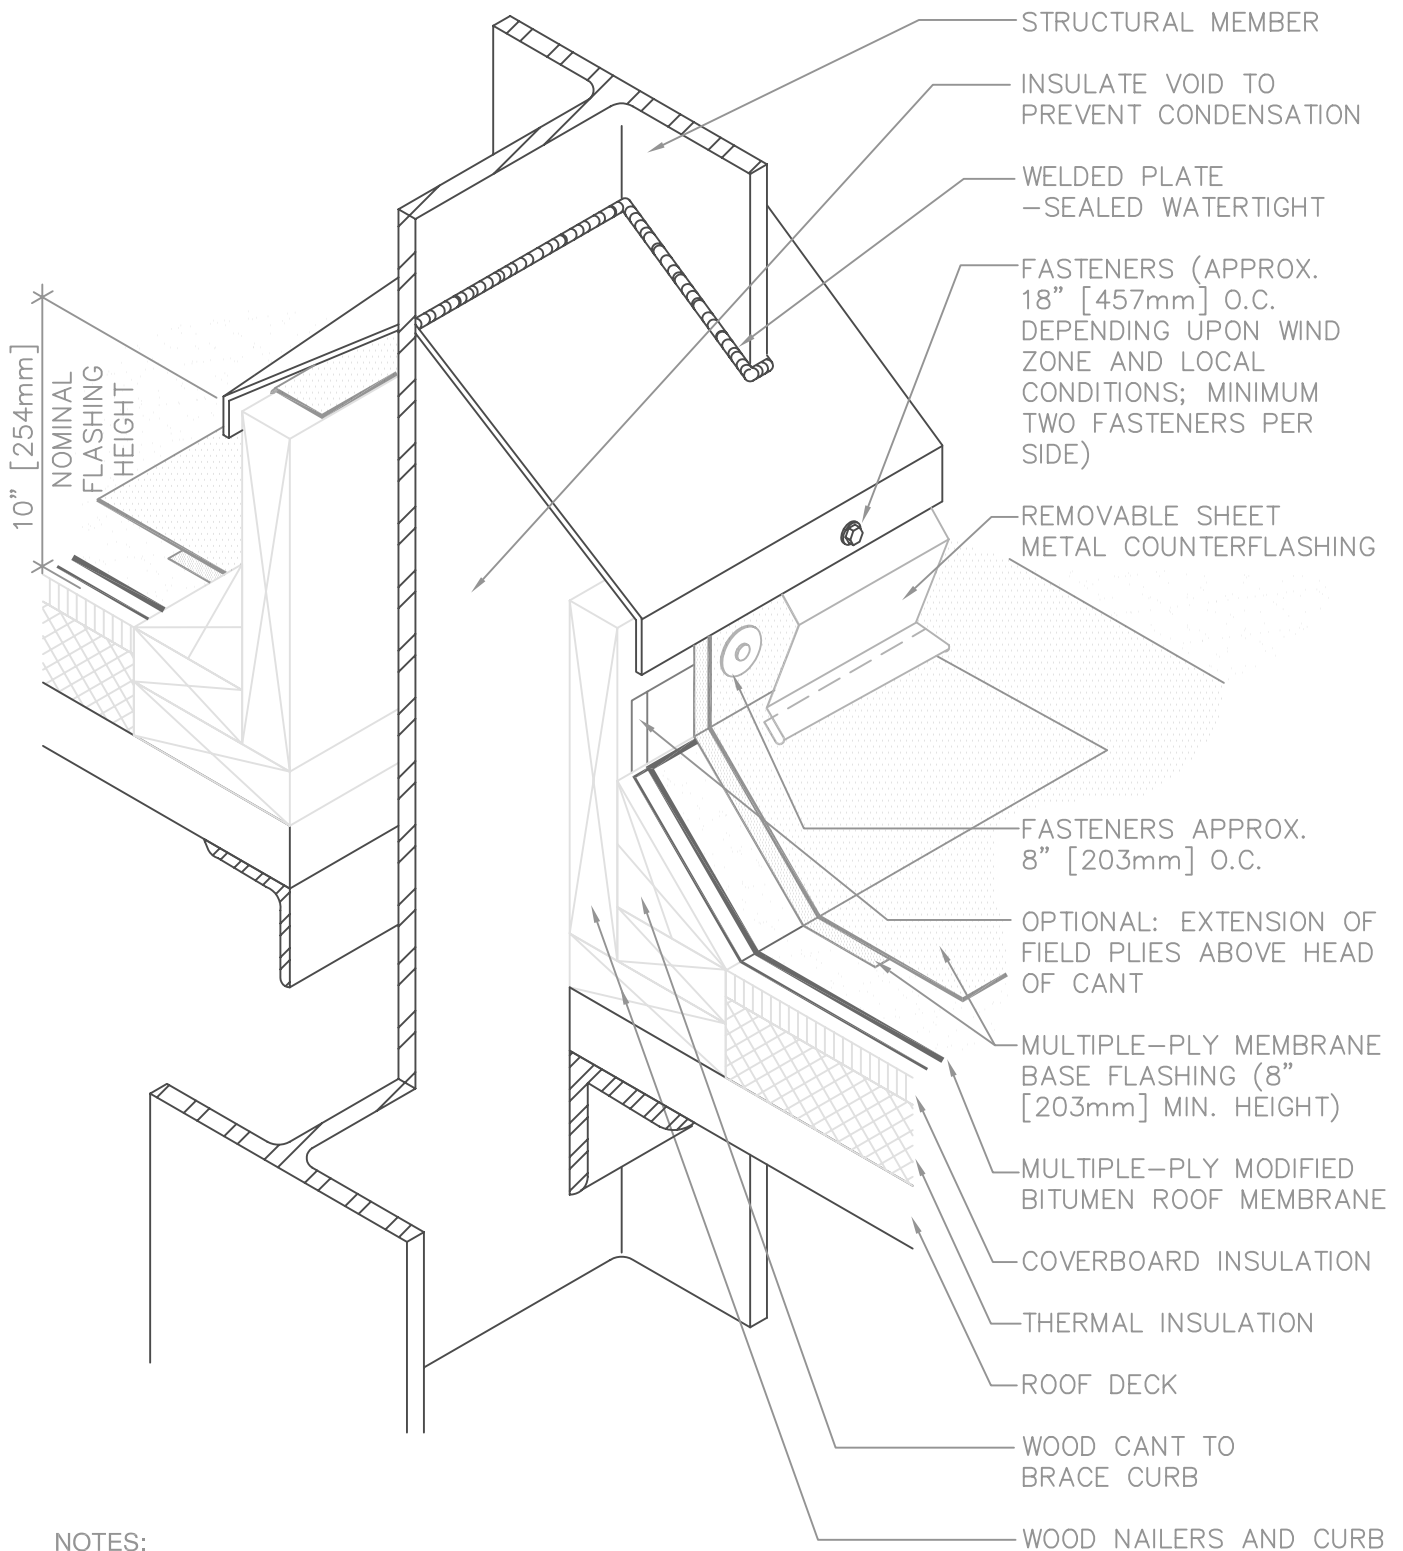 STRUCTURAL MEMBER
INSULATE VOID TO
PREVENT CONDENSATION
WELDED PLATE
-SEALED WATERTIGHT
FASTENERS (APPROX.
18” [457mm] O.C.
DEPENDING UPON WIND
ZONE AND LOCAL
CONDITIONS; MINIMUM
TWO FASTENERS PER
SIDE)
10” [254mm]
NOMINAL
FLASHING
HEIGHT
REMOVABLE SHEET
METAL COUNTERFLASHING
FASTENERS APPROX.
8” [203mm] O.C.
OPTIONAL: EXTENSION OF
FIELD PLIES ABOVE HEAD
OF CANT
MULTIPLE-PLY MEMBRANE
BASE FLASHING (8”
[203mm] MIN. HEIGHT)
MULTIPLE-PLY MODIFIED
BITUMEN ROOF MEMBRANE
COVERBOARD INSULATION
THERMAL INSULATION
ROOF DECK
WOOD CANT TO
BRACE CURB
WOOD NAILERS AND CURB
NOTES: